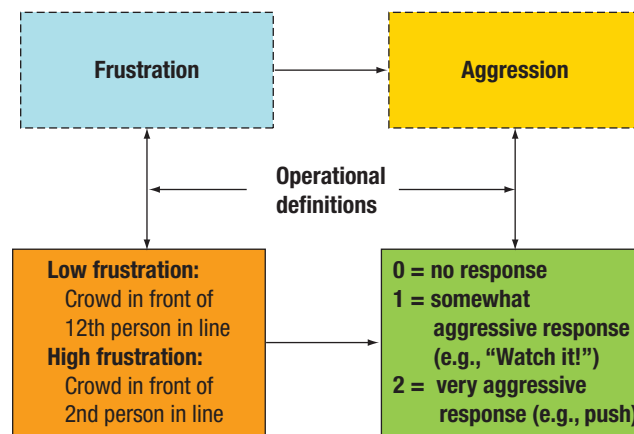 Frustration
Aggression
Operational
definitions
Low frustration:
Crowd in front of
12th person in line
High frustration:
Crowd in front of
2nd person in line
0 = no response
1 = somewhat
aggressive response
(e.g., “Watch it!”)
2 = very aggressive
response (e.g., push)